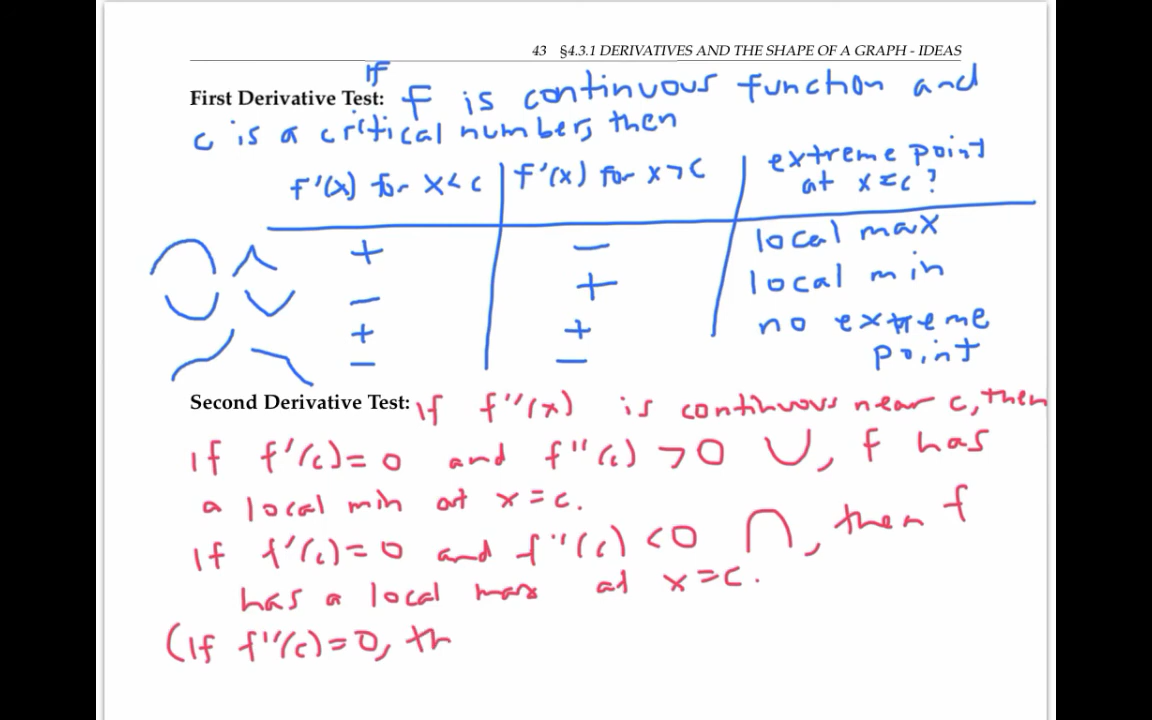 43 §4.3.1 DERIVATIVES AND THE SHAPE OF A GRAPH - IDEAS
If
First Derivative Test: f is continuous function and
c is a critical number, then
f'(x) for x<c f'(x) for x>c extreme point
at x=c?
+ − local max
− + local min
+ + no extreme
− − point
Second Derivative Test: If f''(x) is continuous near c, then
If f'(c)=0 and f''(c) >0 ∪, f has
a local min at x=c.
If f'(c)=0 and f''(c) <0 ∩, then f
has a local max at x=c.
(If f''(c)=0, th